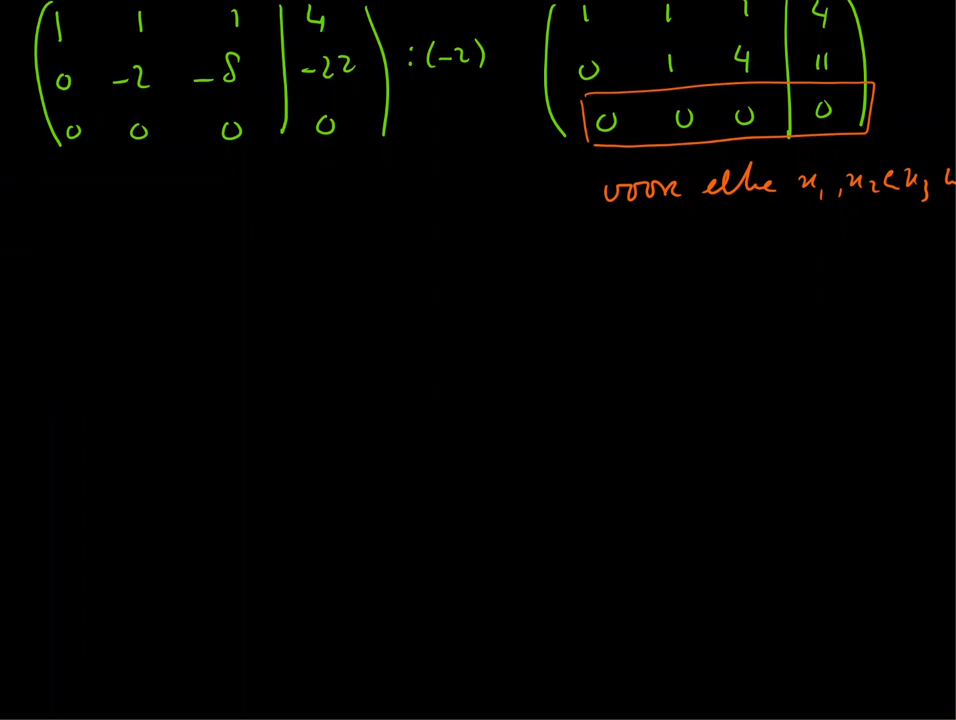 1 1 1 4 1 1 1 4
0 -2 -8 -22 :(-2) 0 1 4 11
0 0 0 0 0 0 0 0
voor elke x₁, x₂ en x₃